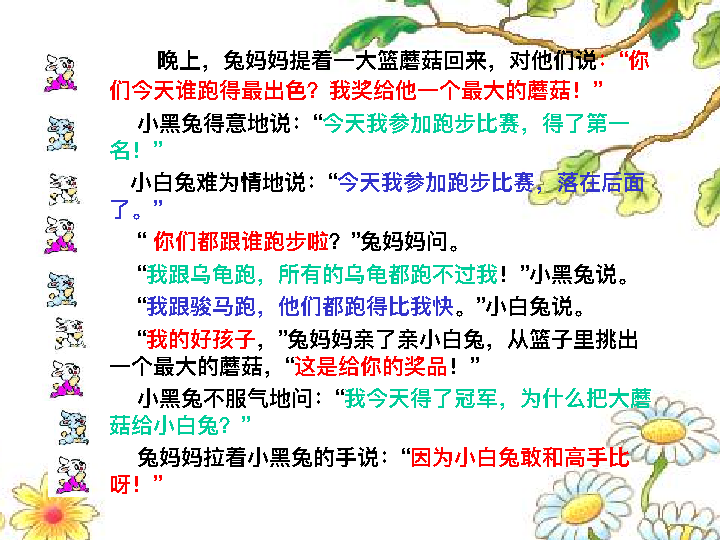 晚上，兔妈妈提着一大篮蘑菇回来，对他们说：“你
们今天谁跑得最出色？我奖给他一个最大的蘑菇！”
小黑兔得意地说：“今天我参加跑步比赛，得了第一
名！”
小白兔难为情地说：“今天我参加跑步比赛，落在后面
了。”
“ 你们都跟谁跑步啦？”兔妈妈问。
“我跟乌龟跑，所有的乌龟都跑不过我！”小黑兔说。
“我跟骏马跑，他们都跑得比我快。”小白兔说。
“我的好孩子，”兔妈妈亲了亲小白兔，从篮子里挑出
一个最大的蘑菇，“这是给你的奖品！”
小黑兔不服气地问：“我今天得了冠军，为什么把大蘑
菇给小白兔？”
兔妈妈拉着小黑兔的手说：“因为小白兔敢和高手比
呀！”